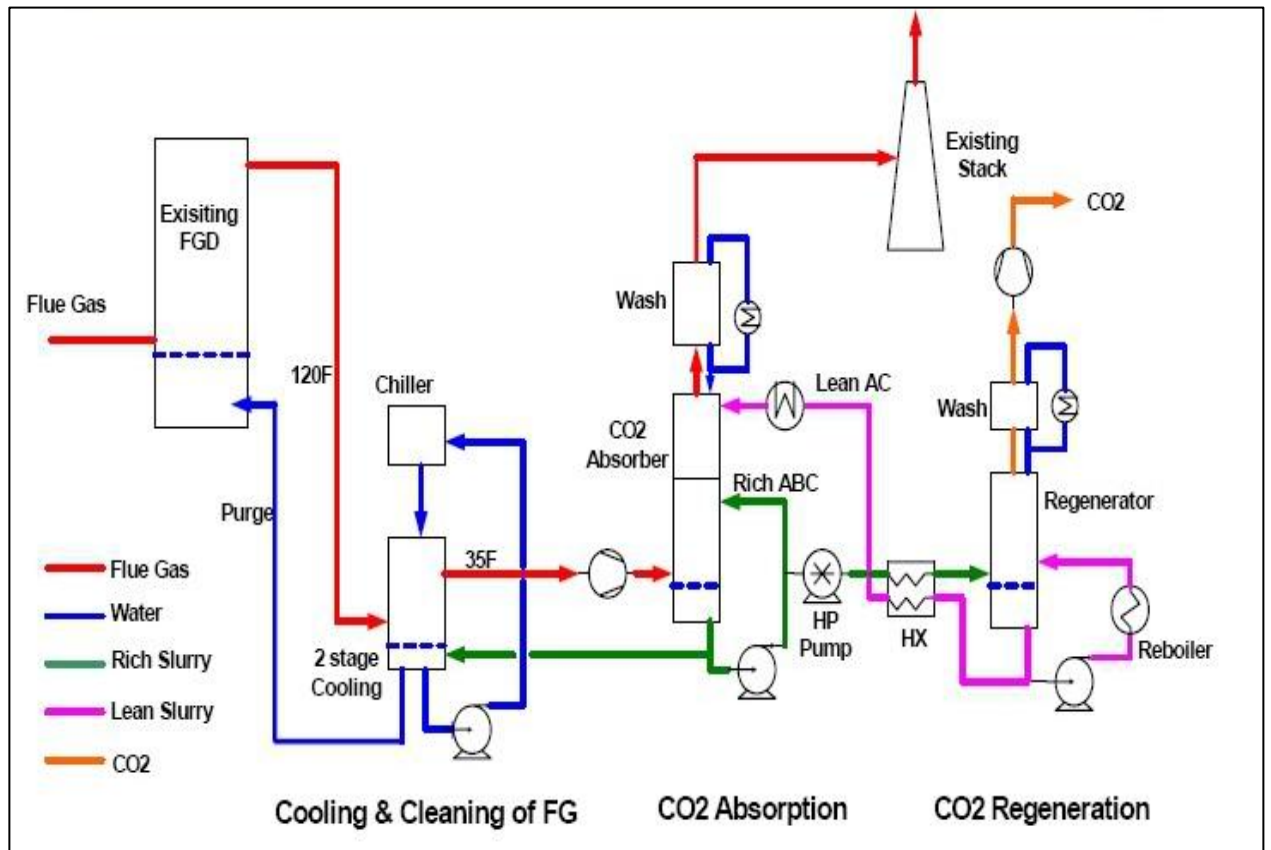 Existing
Stack
Exisiting
FGD
CO2
Wash
Flue Gas
120F
Chiller
Lean AC
Wash
CO2
Absorber
Rich ABC
Regenerator
Purge
35F
Flue Gas
Water
HP
Pump
HX
Reboiler
2 stage
Cooling
Rich Slurry
Lean Slurry
CO2
Cooling & Cleaning of FG
CO2 Absorption
CO2 Regeneration